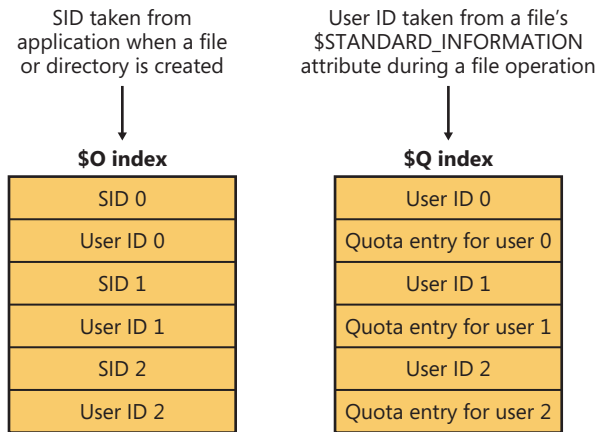 SID taken from
application when a file
or directory is created
$O index
SID 0
User ID 0
SID 1
User ID 1
SID 2
User ID 2
User ID taken from a file's
$STANDARD_INFORMATION
attribute during a file operation
$Q index
User ID 0
Quota entry for user 0
User ID 1
Quota entry for user 1
User ID 2
Quota entry for user 2